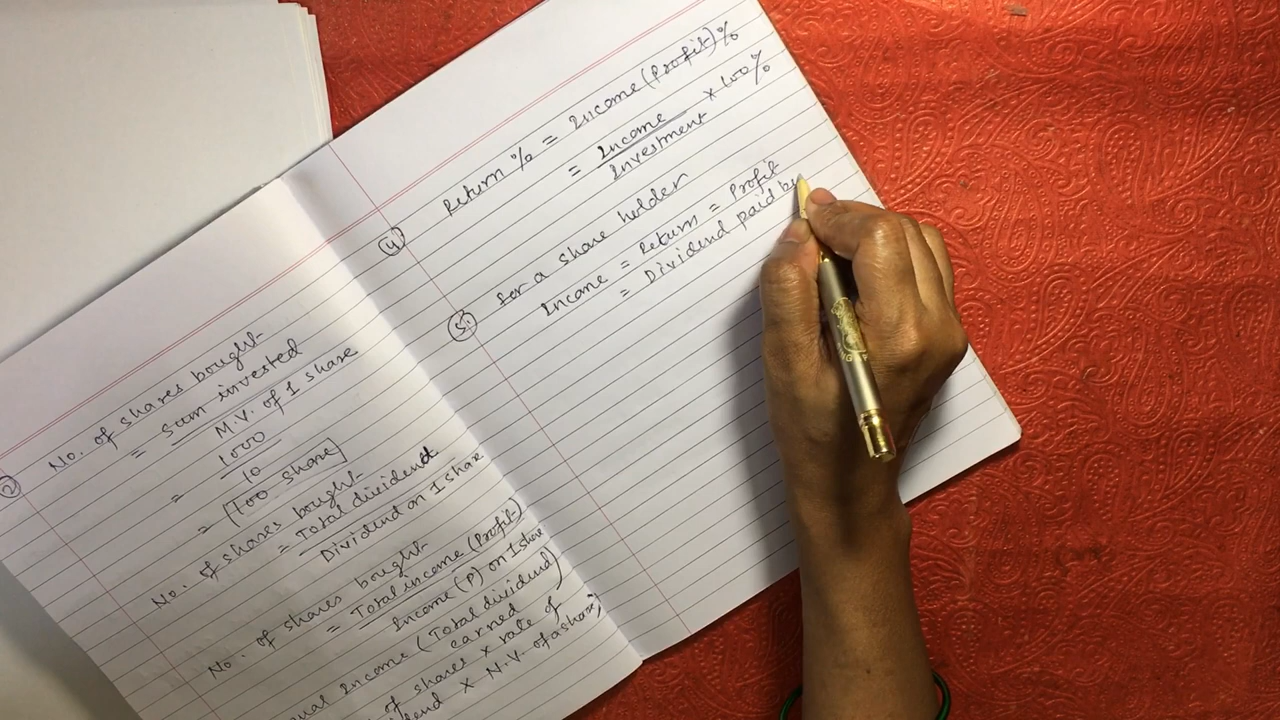 ② No. of shares bought
= Sum invested
M.V. of 1 share
= 1000
10
= 100 share
No. of shares bought
= Total dividend
Dividend on 1 share
No. of shares bought
= Total income (Profit)
Income (P) on 1 share
Income (Total dividend)
earned
of shares x rate of
x N.V. of a share
④ Return % = Income (Profit) %
= Income x 100 %
Investment
⑤ For a share holder
Income = Return = Profit
= Dividend paid by